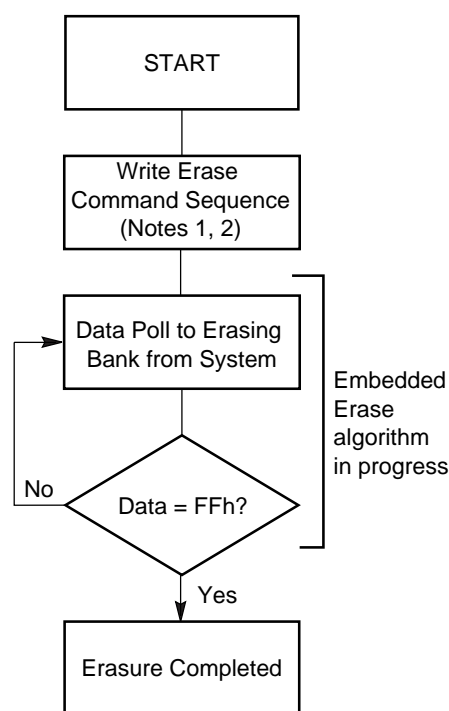 START
Write Erase
Command Sequence
(Notes 1, 2)
Data Poll to Erasing
Bank from System
Embedded
Erase
algorithm
in progress
No
Data = FFh?
Yes
Erasure Completed